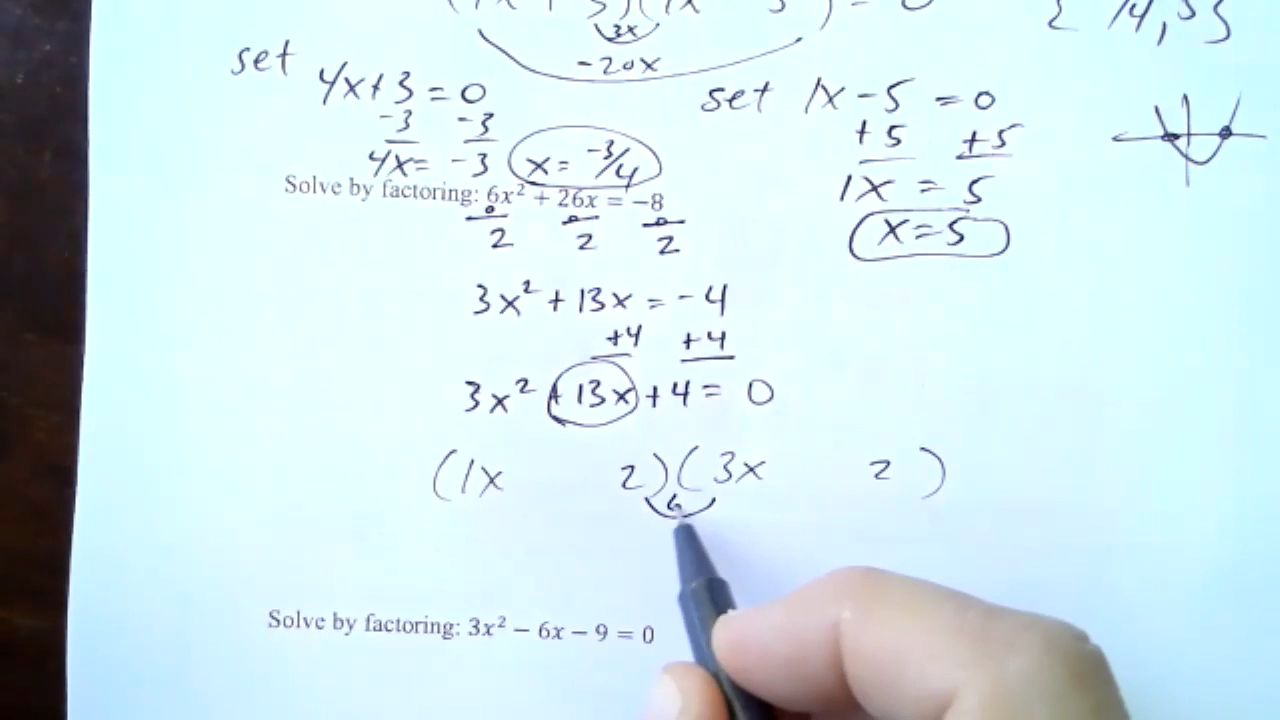 3x
-20x
set 4x+3=0 set 1x-5=0
-3 -3 +5 +5
4x= -3 x= -3/4 1x = 5
Solve by factoring: 6x² + 26x = −8
2 2 2 x=5
3x²+13x=-4
+4 +4
3x²+13x+4=0
(1x 2)(3x 2)
Solve by factoring: 3x² − 6x − 9 = 0